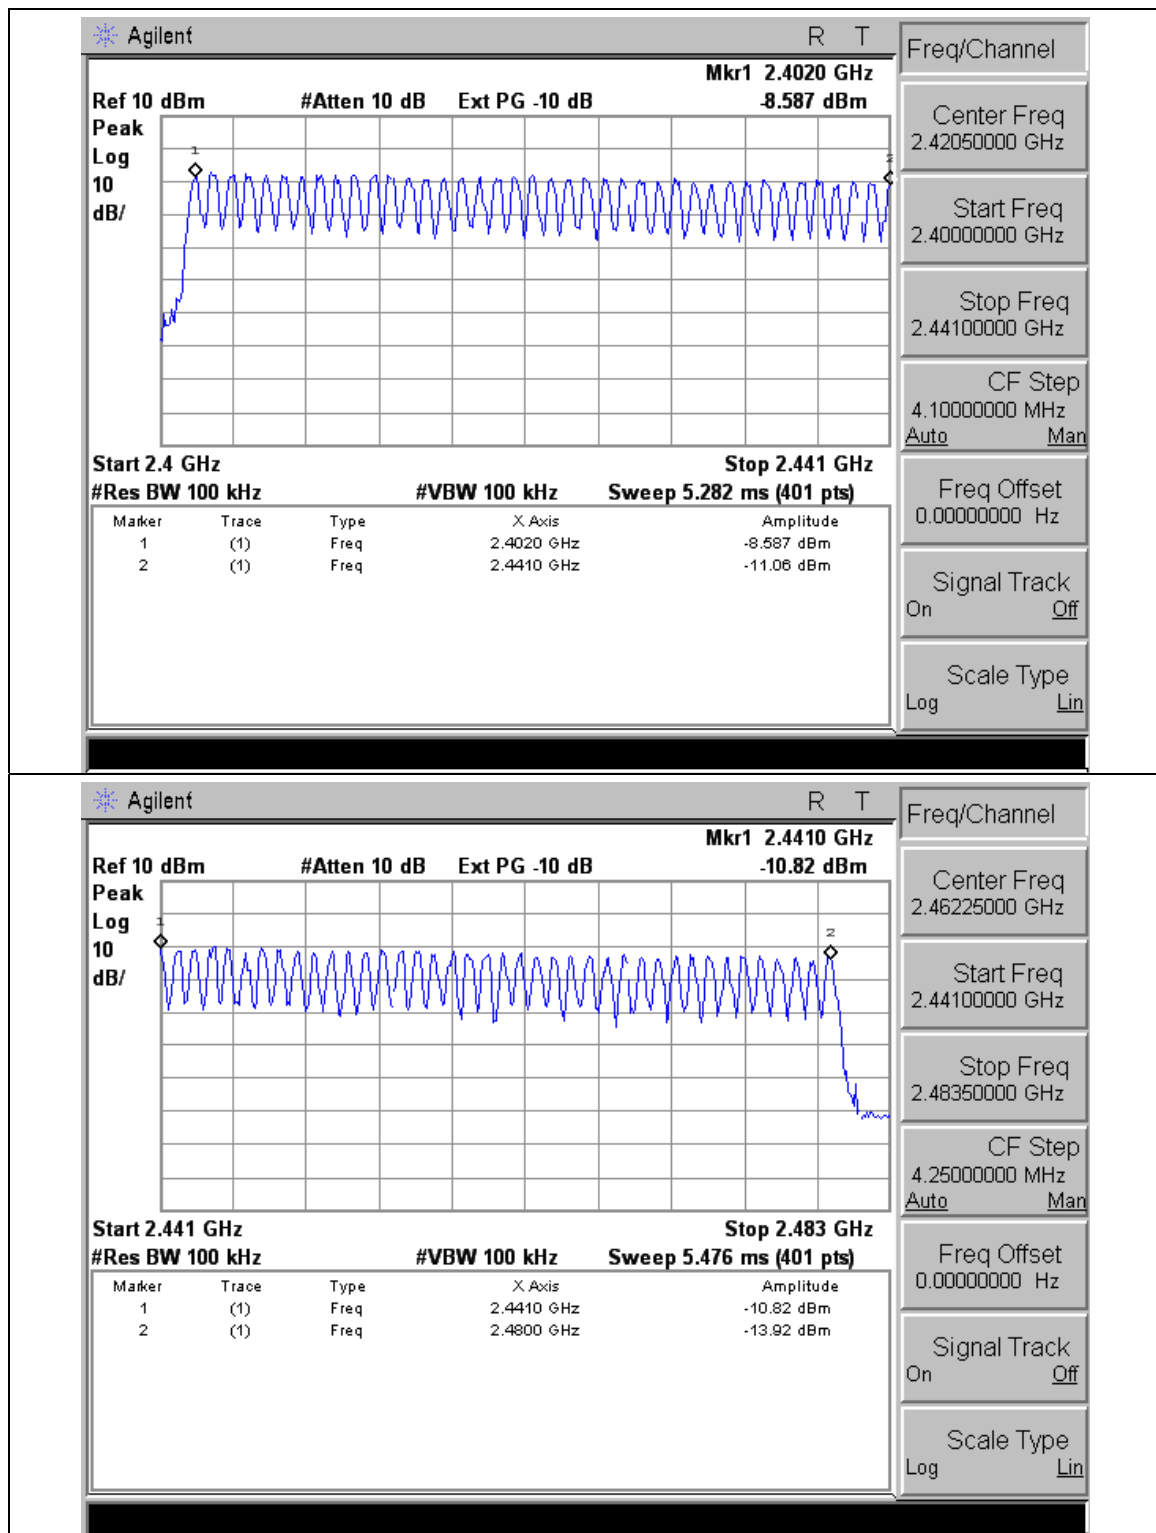 Agilent R T
Freq/Channel
Mkr1 2.4020 GHz
Ref 10 dBm #Atten 10 dB Ext PG -10 dB -8.587 dBm
Peak
Log
10
dB/
1
2
Center Freq
2.42050000 GHz
Start Freq
2.40000000 GHz
Stop Freq
2.44100000 GHz
CF Step
4.10000000 MHz
Auto Man
Freq Offset
0.00000000 Hz
Signal Track
On Off
Scale Type
Log Lin
Start 2.4 GHz Stop 2.441 GHz
#Res BW 100 kHz #VBW 100 kHz Sweep 5.282 ms (401 pts)
Marker Trace Type X Axis Amplitude
1 (1) Freq 2.4020 GHz -8.587 dBm
2 (1) Freq 2.4410 GHz -11.06 dBm
Agilent R T
Freq/Channel
Mkr1 2.4410 GHz
Ref 10 dBm #Atten 10 dB Ext PG -10 dB -10.82 dBm
Peak
Log
10
dB/
1
2
Center Freq
2.46225000 GHz
Start Freq
2.44100000 GHz
Stop Freq
2.48350000 GHz
CF Step
4.25000000 MHz
Auto Man
Freq Offset
0.00000000 Hz
Signal Track
On Off
Scale Type
Log Lin
Start 2.441 GHz Stop 2.483 GHz
#Res BW 100 kHz #VBW 100 kHz Sweep 5.476 ms (401 pts)
Marker Trace Type X Axis Amplitude
1 (1) Freq 2.4410 GHz -10.82 dBm
2 (1) Freq 2.4800 GHz -13.92 dBm